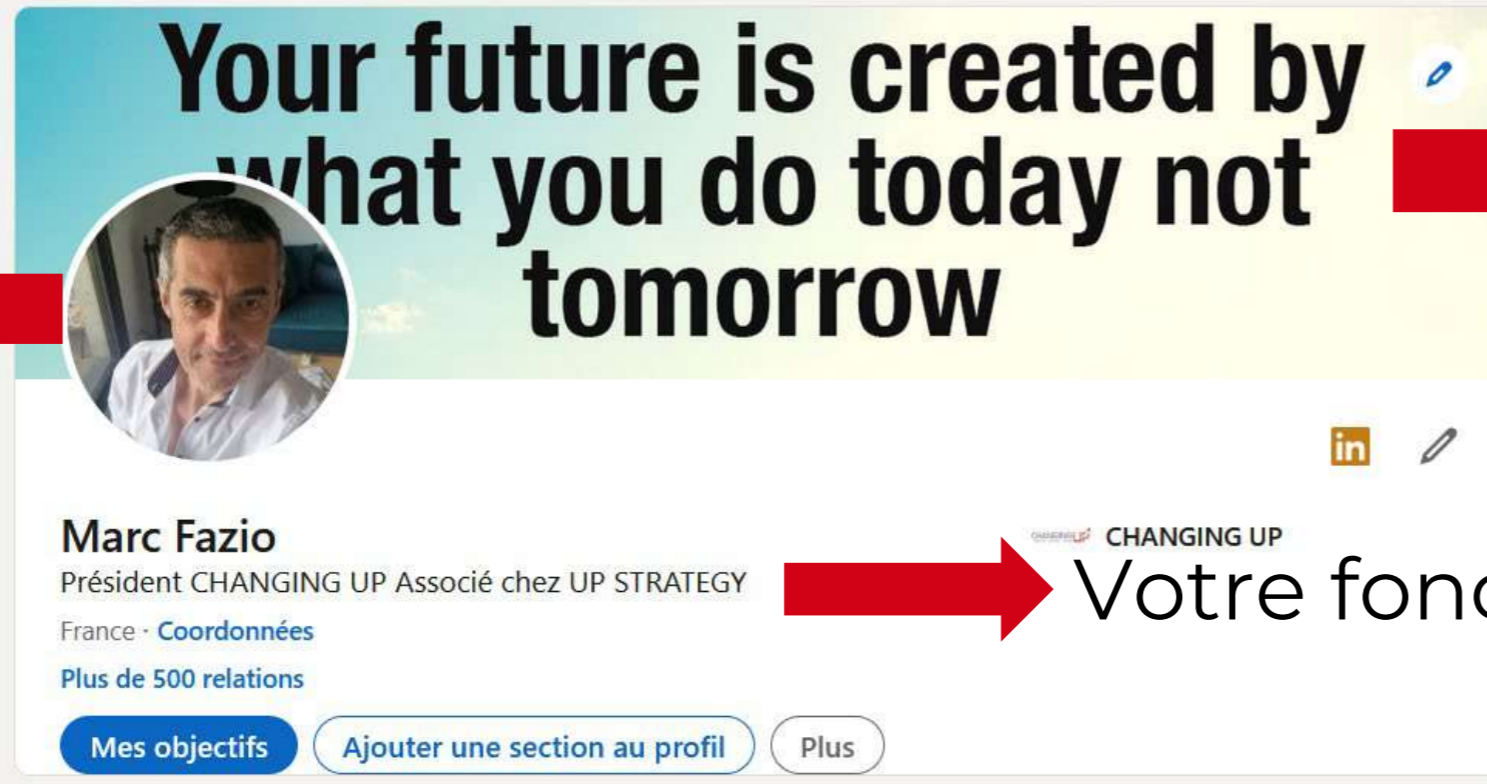 Your future is created by
what you do today not
tomorrow
in
Marc Fazio
CHANGING UP
Président CHANGING UP Associé chez UP STRATEGY
Votre
France · Coordonnées
Plus de 500 relations
Mes objectifs
Ajouter une section au profil
Plus